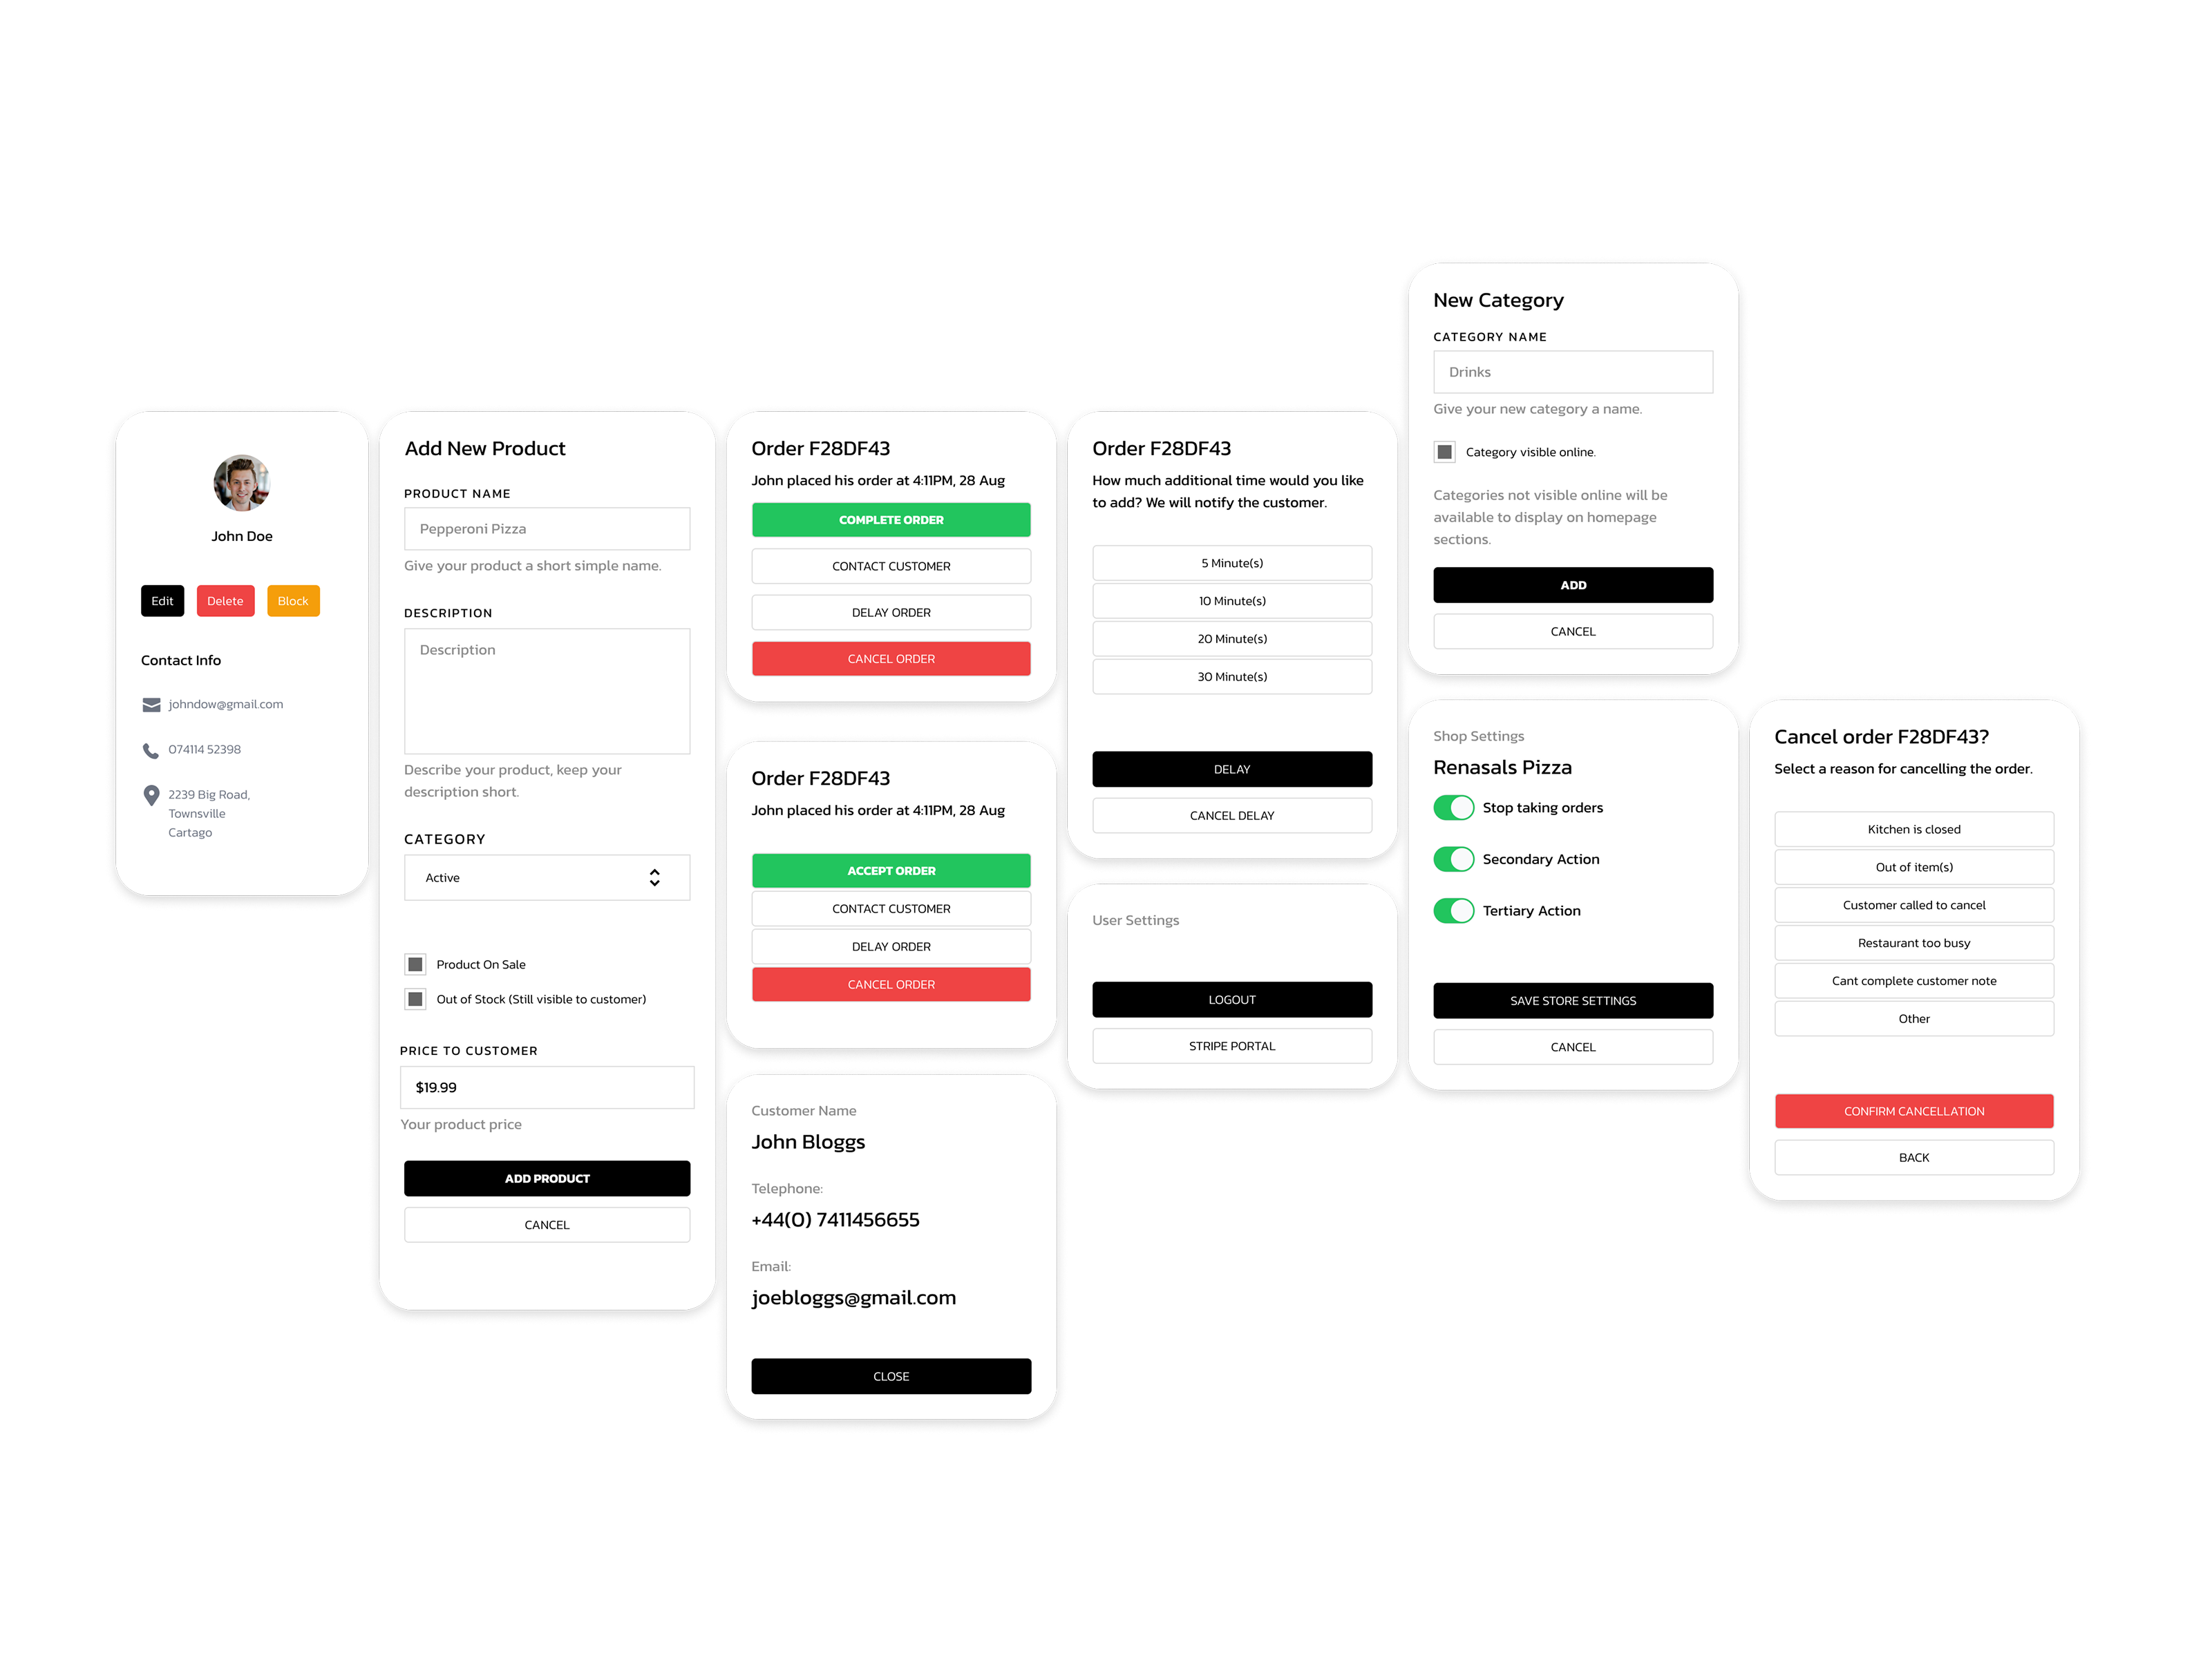 John Doe
Edit
Delete
Block
Contact Info
johndow@gmail.com
074114 52398
2239 Big Road,
Townsville
Cartago
Add New Product
PRODUCT NAME
Pepperoni Pizza
Give your product a short simple name.
DESCRIPTION
Description
Describe your product, keep your
description short.
CATEGORY
Active
Product On Sale
Out of Stock (Still visible to customer)
PRICE TO CUSTOMER
$19.99
Your product price
ADD PRODUCT
CANCEL
Order F28DF43
John placed his order at 4:11PM, 28 Aug
COMPLETE ORDER
CONTACT CUSTOMER
DELAY ORDER
CANCEL ORDER
Order F28DF43
John placed his order at 4:11PM, 28 Aug
ACCEPT ORDER
CONTACT CUSTOMER
DELAY ORDER
CANCEL ORDER
Customer Name
John Bloggs
Telephone:
+44(0) 7411456655
Email:
joebloggs@gmail.com
CLOSE
Order F28DF43
How much additional time would you like
to add? We will notify the customer.
5 Minute(s)
10 Minute(s)
20 Minute(s)
30 Minute(s)
DELAY
CANCEL DELAY
User Settings
LOGOUT
STRIPE PORTAL
New Category
CATEGORY NAME
Drinks
Give your new category a name.
Category visible online.
Categories not visible online will be
available to display on homepage
sections.
ADD
CANCEL
Shop Settings
Renasals Pizza
Stop taking orders
Secondary Action
Tertiary Action
SAVE STORE SETTINGS
CANCEL
Cancel order F28DF43?
Select a reason for cancelling the order.
Kitchen is closed
Out of item(s)
Customer called to cancel
Restaurant too busy
Cant complete customer note
Other
CONFIRM CANCELLATION
BACK